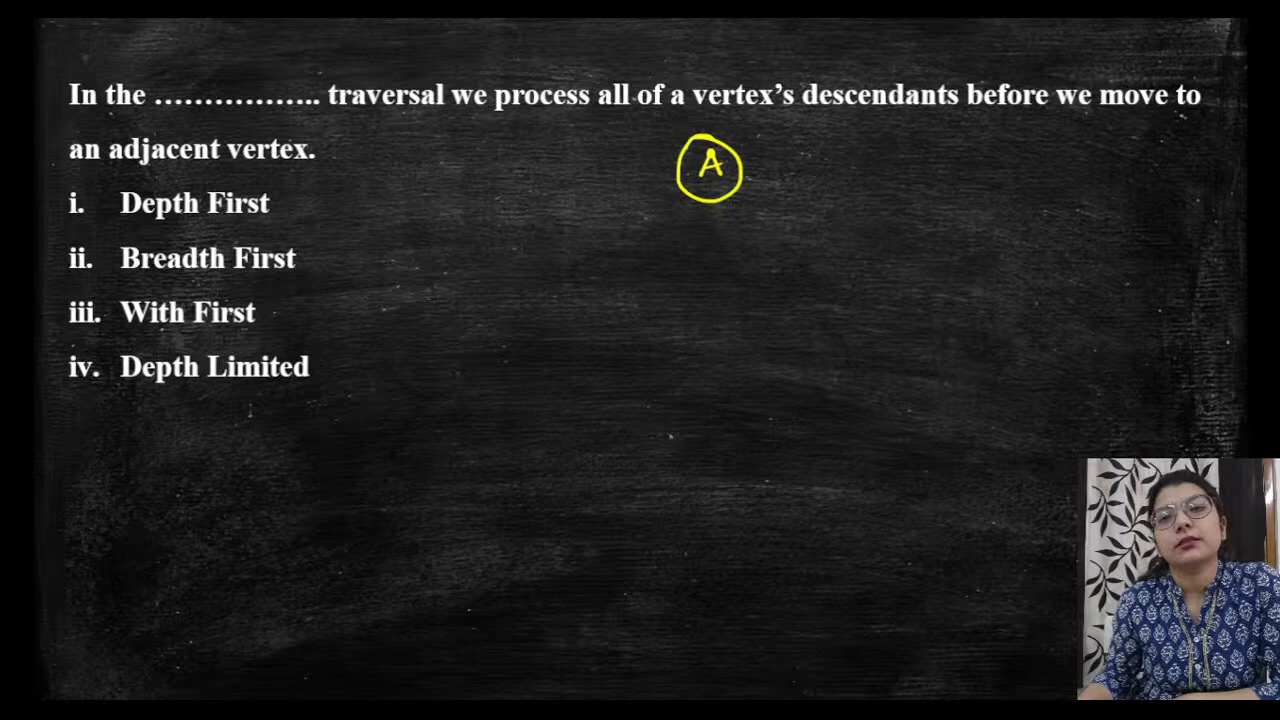 In the …………….. traversal we process all of a vertex’s descendants before we move to
an adjacent vertex.
A
i. Depth First
ii. Breadth First
iii. With First
iv. Depth Limited